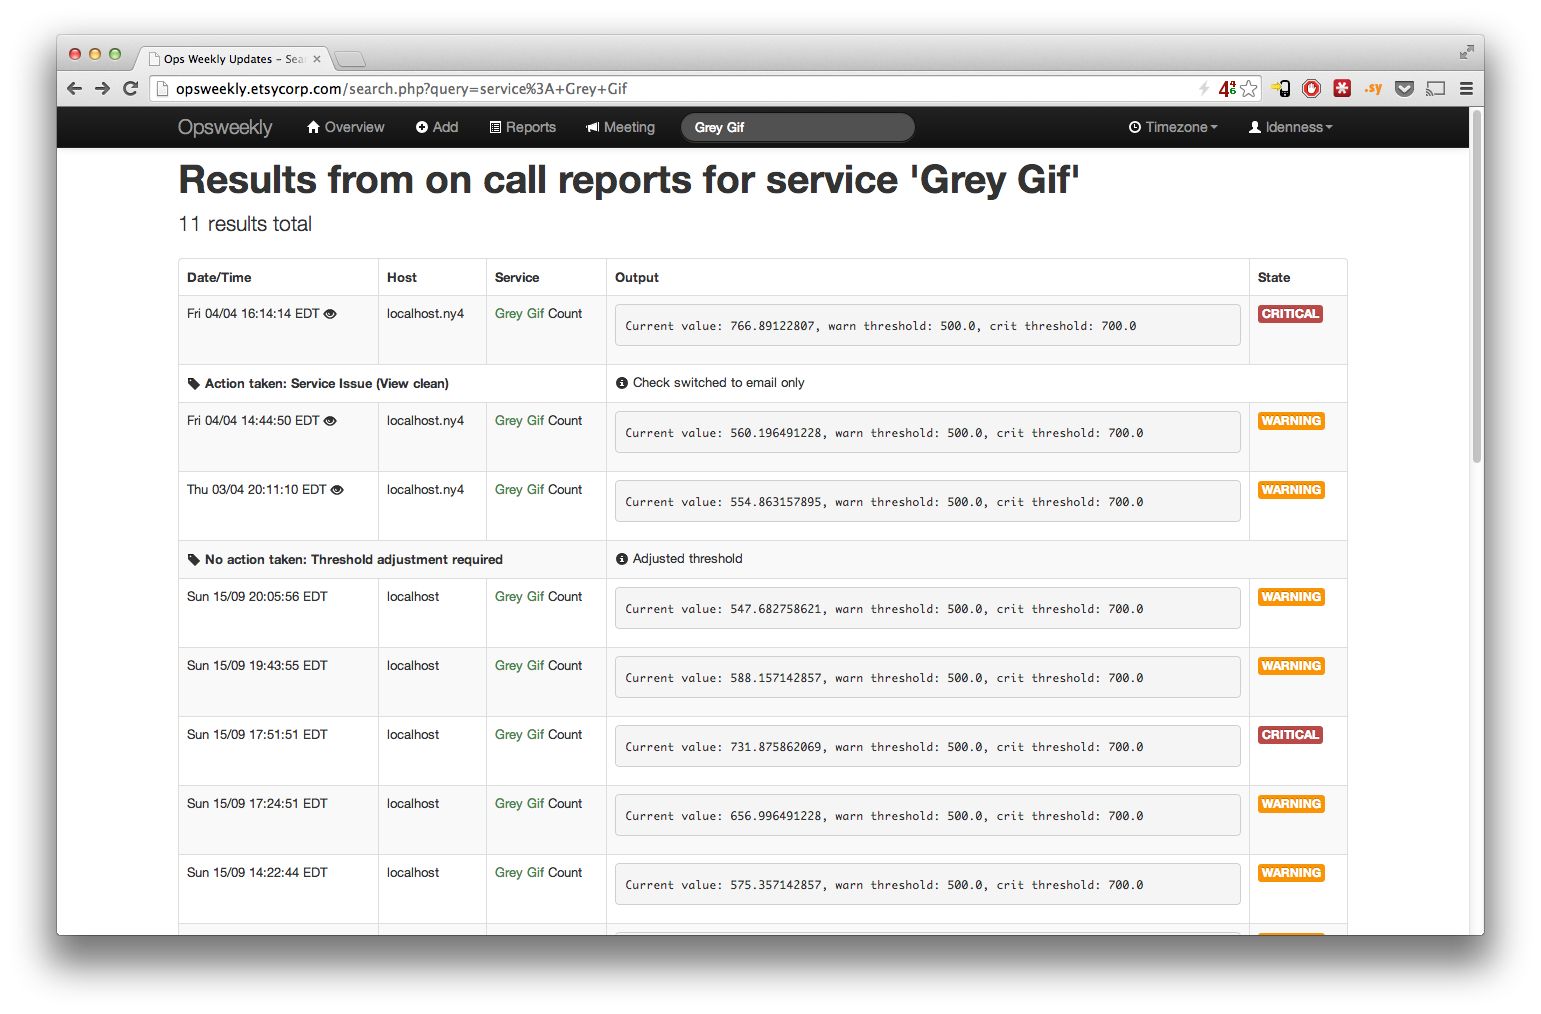 Ops Weekly Updates – Sea
opsweekly.etsycorp.com/search.php?query=service%3A+Grey+Gif
.sy
Opsweekly Overview Add Reports Meeting Grey Gif Timezone ldenness
Results from on call reports for service 'Grey Gif'
11 results total
Date/Time Host Service Output State
Fri 04/04 16:14:14 EDT localhost.ny4 Grey Gif Count Current value: 766.89122807, warn threshold: 500.0, crit threshold: 700.0 CRITICAL
Action taken: Service Issue (View clean) Check switched to email only
Fri 04/04 14:44:50 EDT localhost.ny4 Grey Gif Count Current value: 560.196491228, warn threshold: 500.0, crit threshold: 700.0 WARNING
Thu 03/04 20:11:10 EDT localhost.ny4 Grey Gif Count Current value: 554.863157895, warn threshold: 500.0, crit threshold: 700.0 WARNING
No action taken: Threshold adjustment required Adjusted threshold
Sun 15/09 20:05:56 EDT localhost Grey Gif Count Current value: 547.682758621, warn threshold: 500.0, crit threshold: 700.0 WARNING
Sun 15/09 19:43:55 EDT localhost Grey Gif Count Current value: 588.157142857, warn threshold: 500.0, crit threshold: 700.0 WARNING
Sun 15/09 17:51:51 EDT localhost Grey Gif Count Current value: 731.875862069, warn threshold: 500.0, crit threshold: 700.0 CRITICAL
Sun 15/09 17:24:51 EDT localhost Grey Gif Count Current value: 656.996491228, warn threshold: 500.0, crit threshold: 700.0 WARNING
Sun 15/09 14:22:44 EDT localhost Grey Gif Count Current value: 575.357142857, warn threshold: 500.0, crit threshold: 700.0 WARNING